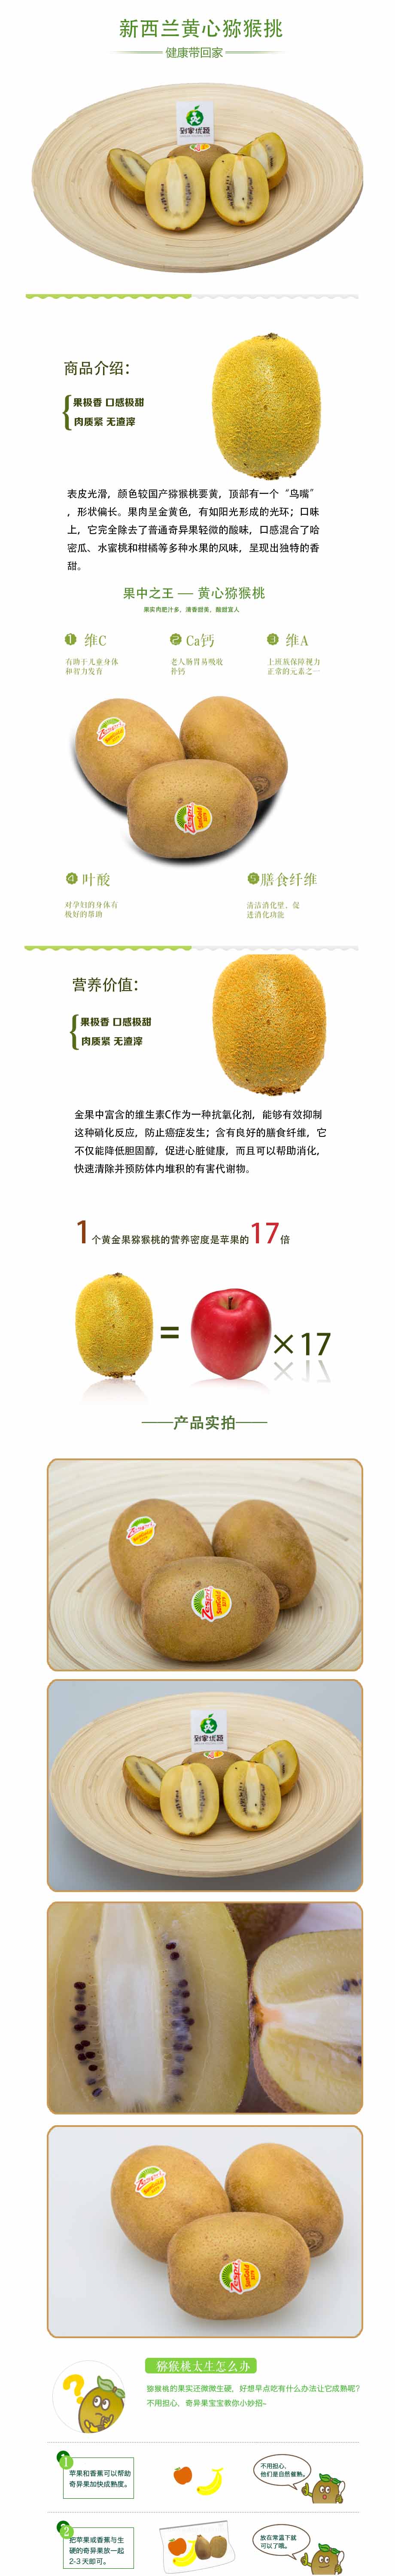 新西兰黄心猕猴挑
健康带回家
到家优蔬
商品介绍：
果极香 口感极甜
肉质紧 无渣滓
表皮光滑，颜色较国产猕猴桃要黄，顶部有一个“鸟嘴”
，形状偏长。果肉呈金黄色，有如阳光形成的光环；口味
上，它完全除去了普通奇异果轻微的酸味，口感混合了哈
密瓜、水蜜桃和柑橘等多种水果的风味，呈现出独特的香
甜。
果中之王 — 黄心猕猴桃
果实肉肥汁多，清香甜美，酸甜宜人
1 维C
有助于儿童身体
和智力发育
2 Ca钙
老人肠胃易吸收
补钙
3 维A
上班族保障视力
正常的元素之一
Zespri
SunGold
4 叶酸
对孕妇的身体有
极好的帮助
5 膳食纤维
清洁消化壁、促
进消化功能
营养价值：
果极香 口感极甜
肉质紧 无渣滓
金果中富含的维生素C作为一种抗氧化剂，能够有效抑制
这种硝化反应，防止癌症发生；含有良好的膳食纤维，它
不仅能降低胆固醇，促进心脏健康，而且可以帮助消化，
快速清除并预防体内堆积的有害代谢物。
1个黄金果猕猴桃的营养密度是苹果的17倍
= ×17
产品实拍
Zespri
SunGold
到家优蔬
Zespri
SunGold
猕猴桃太生怎么办
猕猴桃的果实还微微生硬，好想早点吃有什么办法让它成熟呢？
不用担心，奇异果宝宝教你小妙招~
1
苹果和香蕉可以帮助
奇异果加快成熟度。
不用担心，
他们是自然催熟。
2
把苹果或香蕉与生
硬的奇异果放一起
2-3 天即可。
放在常温下就
可以了哦。